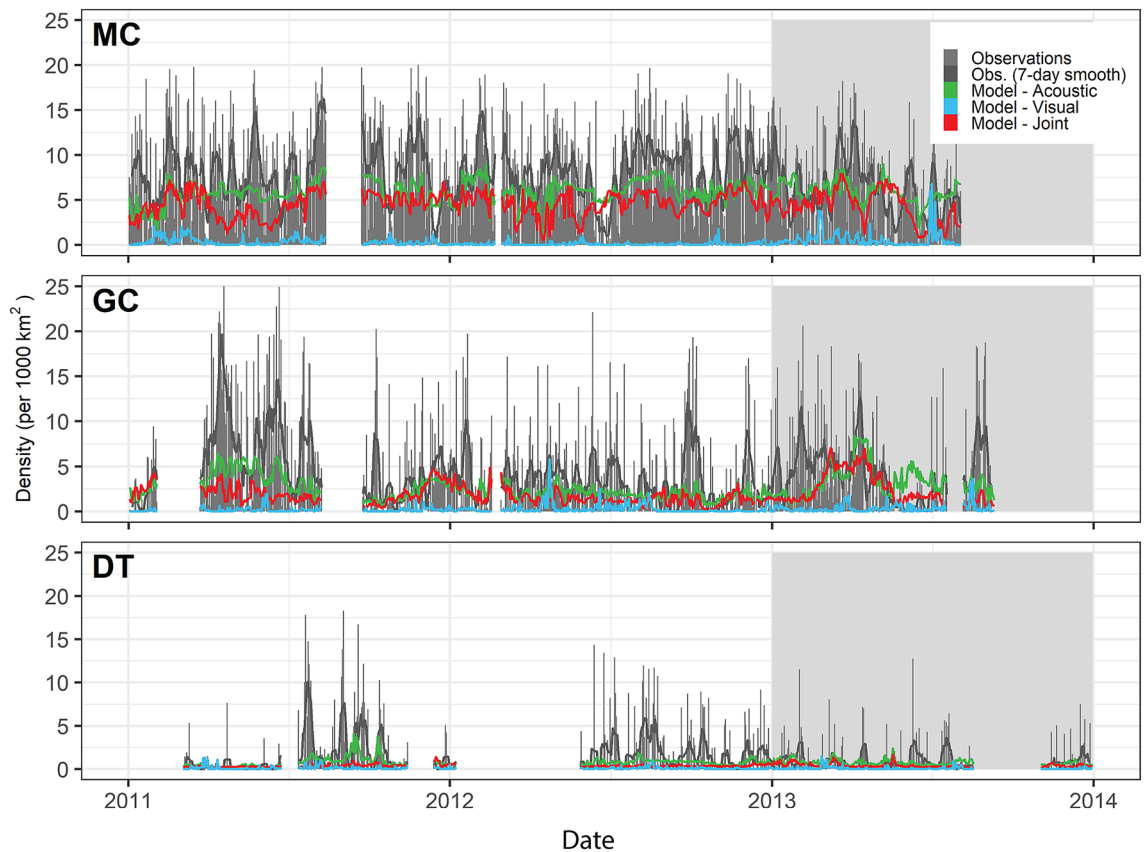 MC
25
20
15
10
5
0
Observations
Obs. (7-day smooth)
Model - Acoustic
Model - Visual
Model - Joint
GC
25
20
15
10
5
0
Density (per 1000 km²)
DT
25
20
15
10
5
0
2011
2012
2013
2014
Date